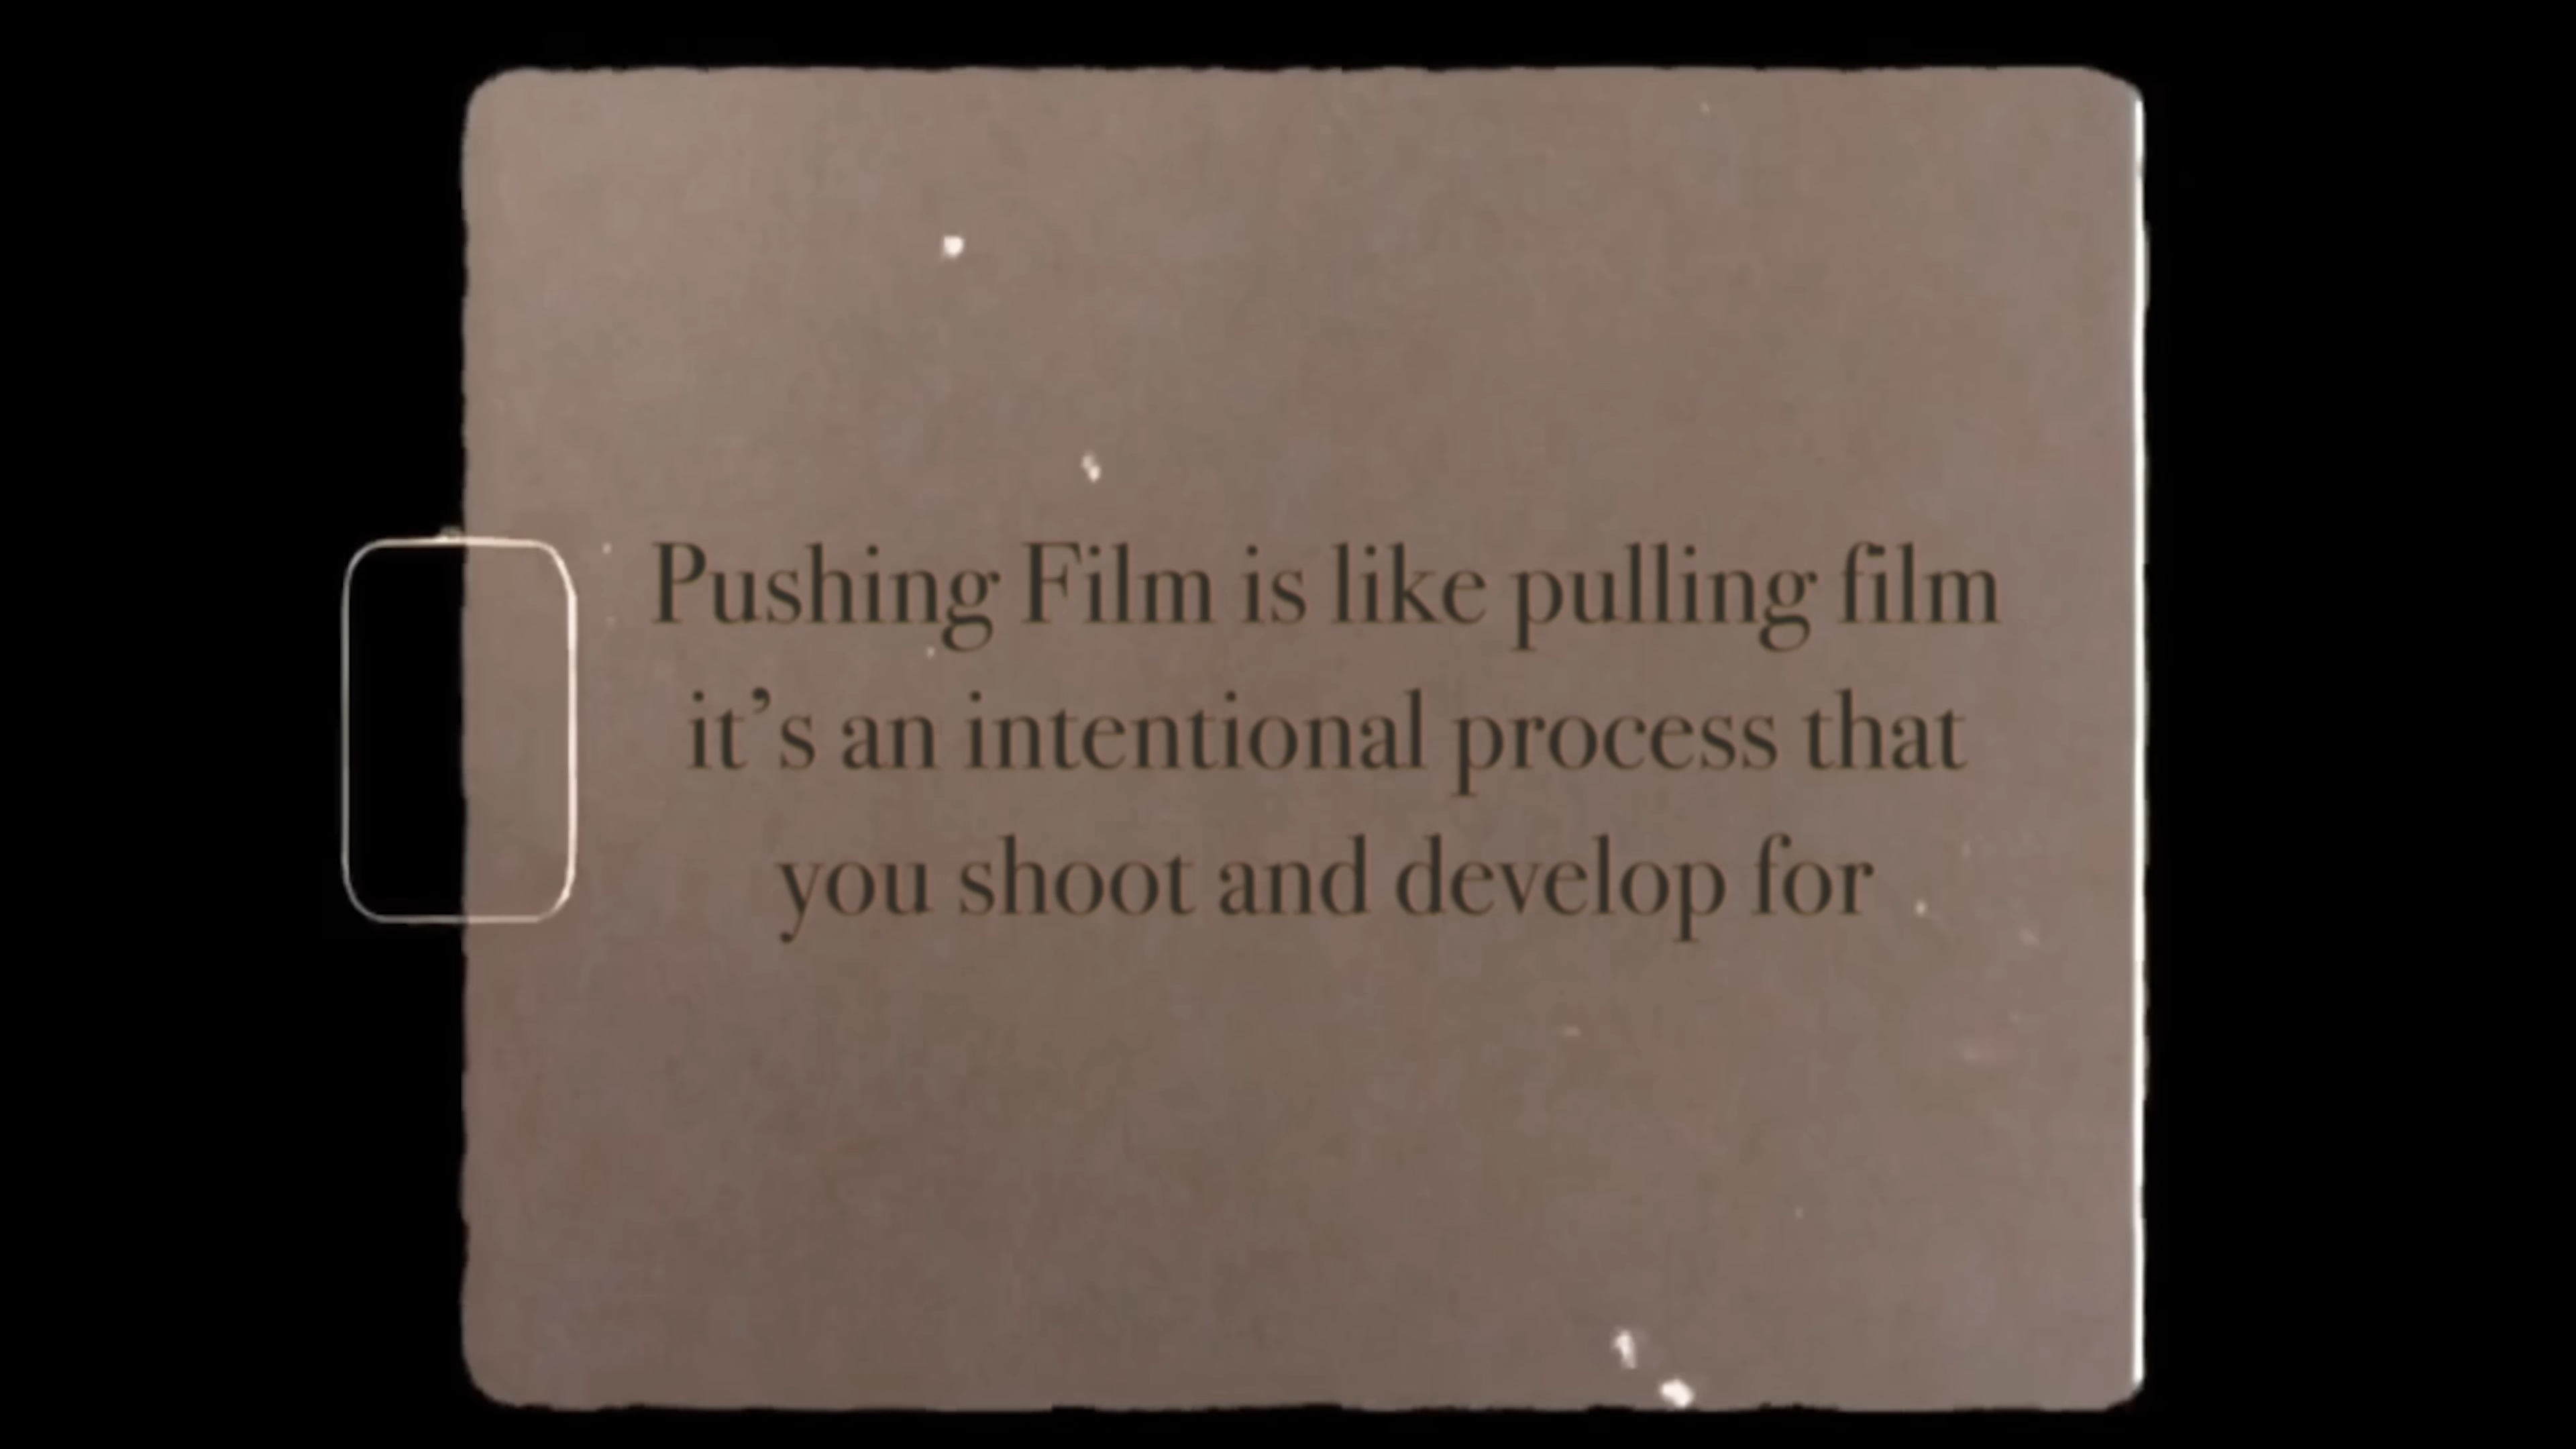 Pushing Film is like pulling film
it’s an intentional process that
you shoot and develop for